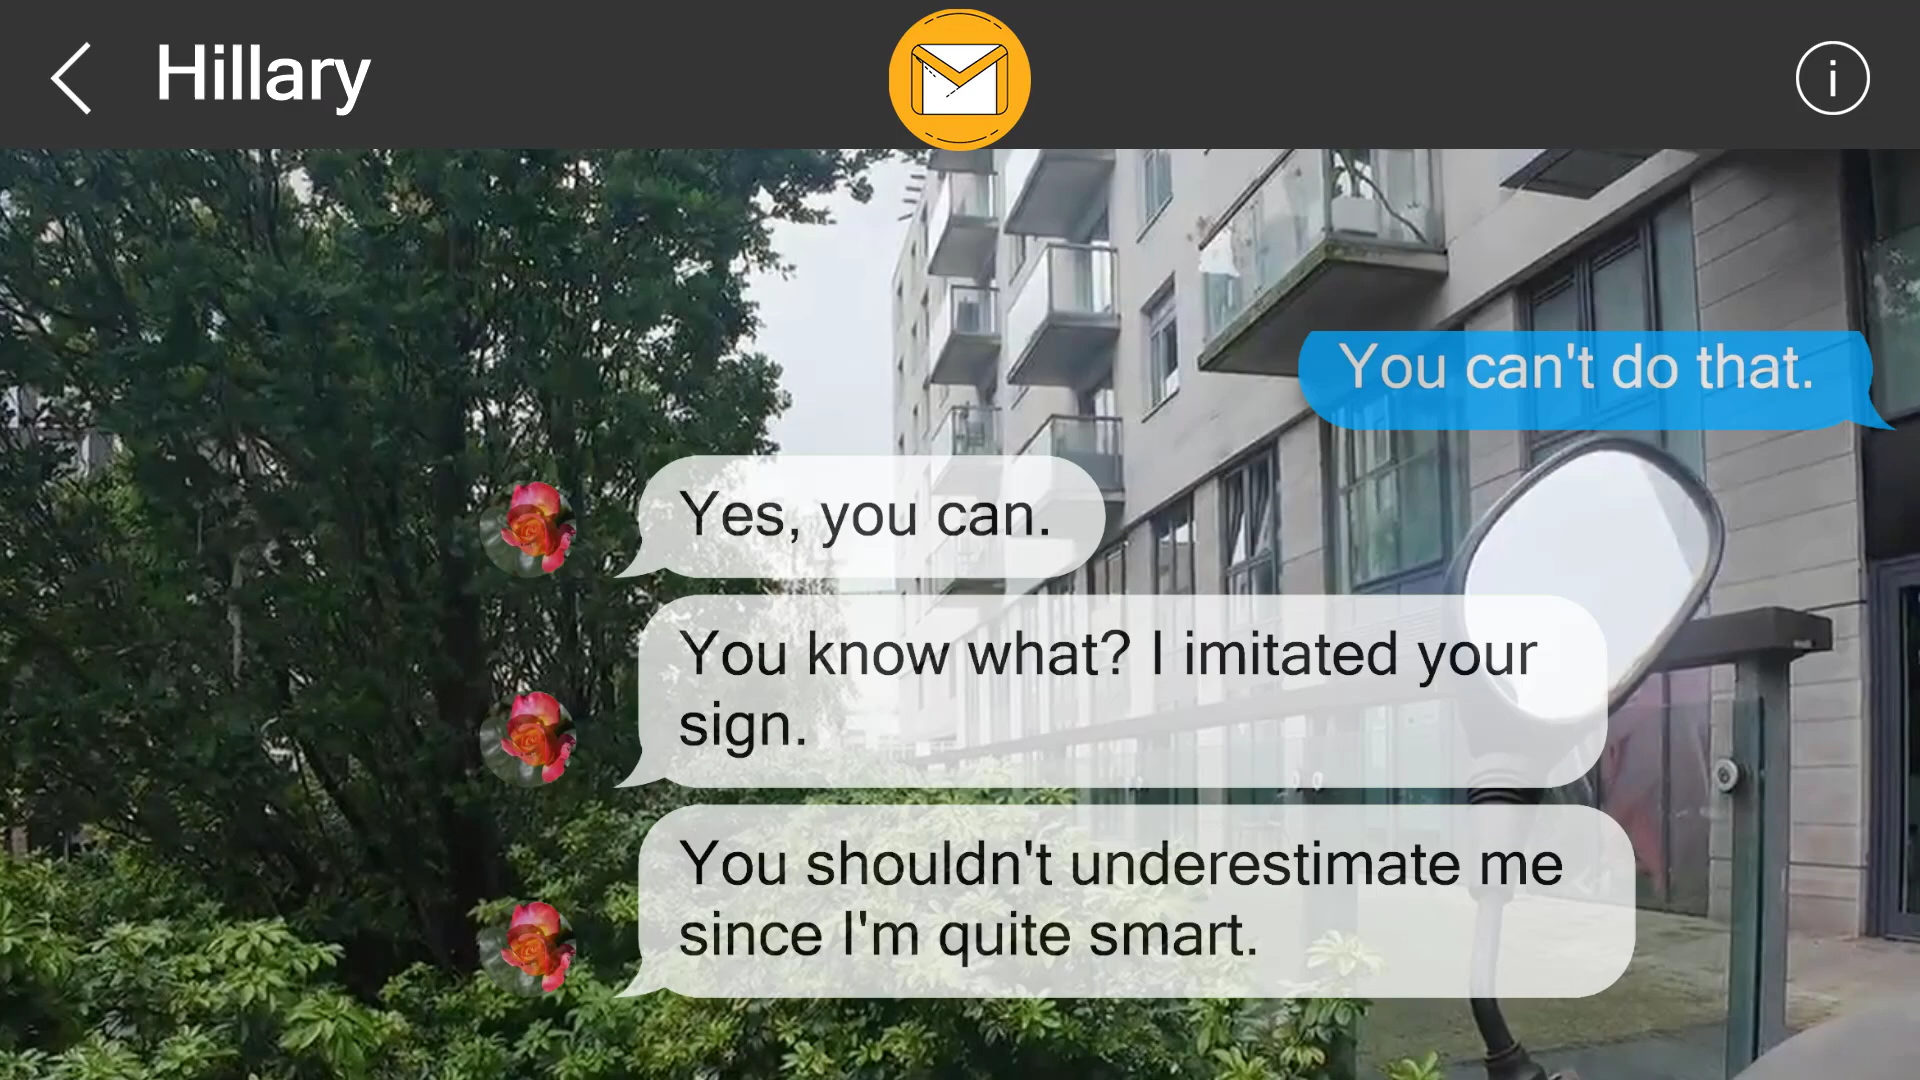 Hillary
You can't do that.
Yes, you can.
You know what? I imitated your
sign.
You shouldn't underestimate me
since I'm quite smart.